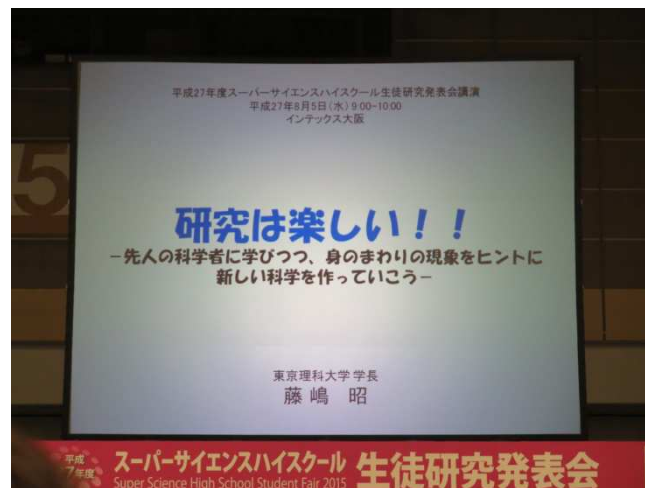 平成27年度スーパーサイエンスハイスクール生徒研究発表会講演
平成27年8月5日(水) 9:00-10:00
インテックス大阪
5
研究は楽しい！！
－先人の科学者に学びつつ、身のまわりの現象をヒントに
新しい科学を作っていこう－
東京理科大学 学長
藤嶋 昭
平成
7年度
スーパーサイエンスハイスクール 生徒研究発表会
Super Science High School Student Fair 2015